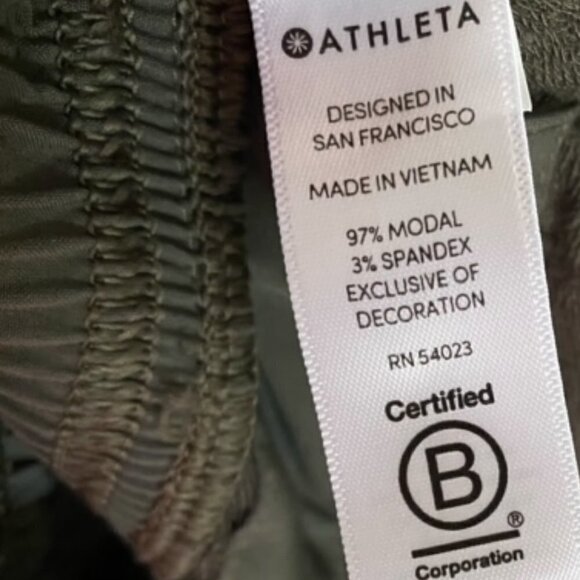 ATHLETA
DESIGNED IN
SAN FRANCISCO
MADE IN VIETNAM
97% MODAL
3% SPANDEX
EXCLUSIVE OF
DECORATION
RN 54023
Certified
B
®
Corporation